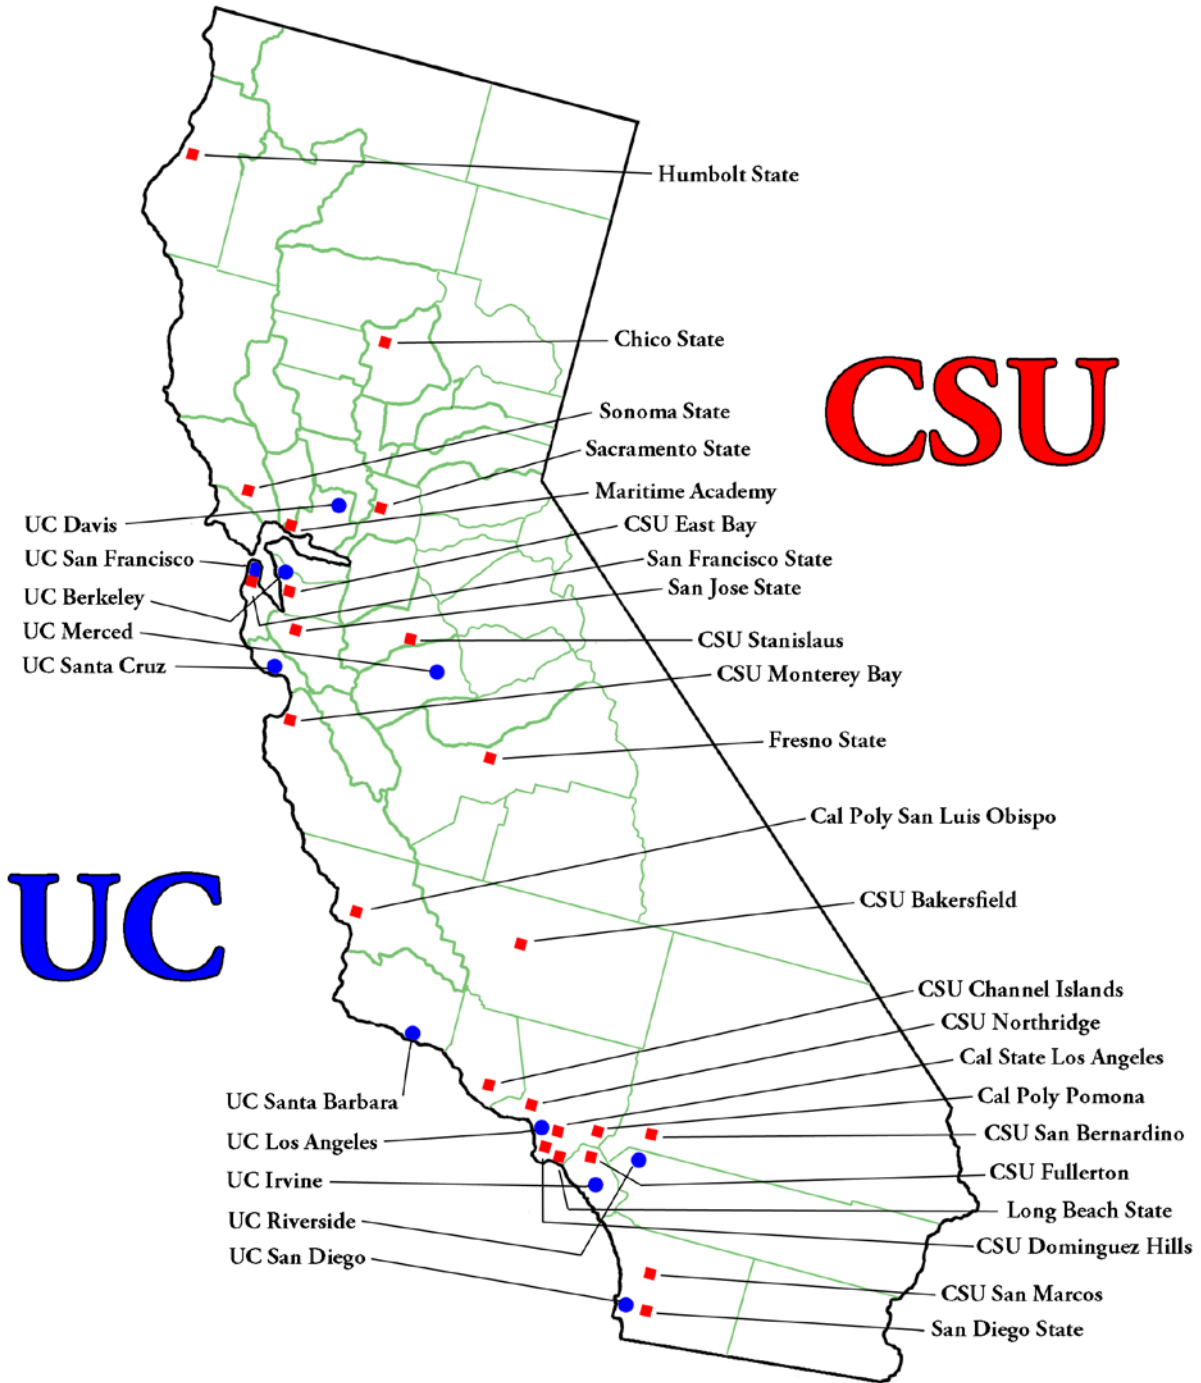 Humbolt State
Chico State
CSU
Sonoma State
Sacramento State
Maritime Academy
UC Davis
CSU East Bay
UC San Francisco
San Francisco State
San Jose State
UC Berkeley
UC Merced
CSU Stanislaus
UC Santa Cruz
CSU Monterey Bay
Fresno State
Cal Poly San Luis Obispo
UC
CSU Bakersfield
CSU Channel Islands
CSU Northridge
Cal State Los Angeles
Cal Poly Pomona
UC Santa Barbara
CSU San Bernardino
UC Los Angeles
CSU Fullerton
UC Irvine
Long Beach State
UC Riverside
CSU Dominguez Hills
UC San Diego
CSU San Marcos
San Diego State